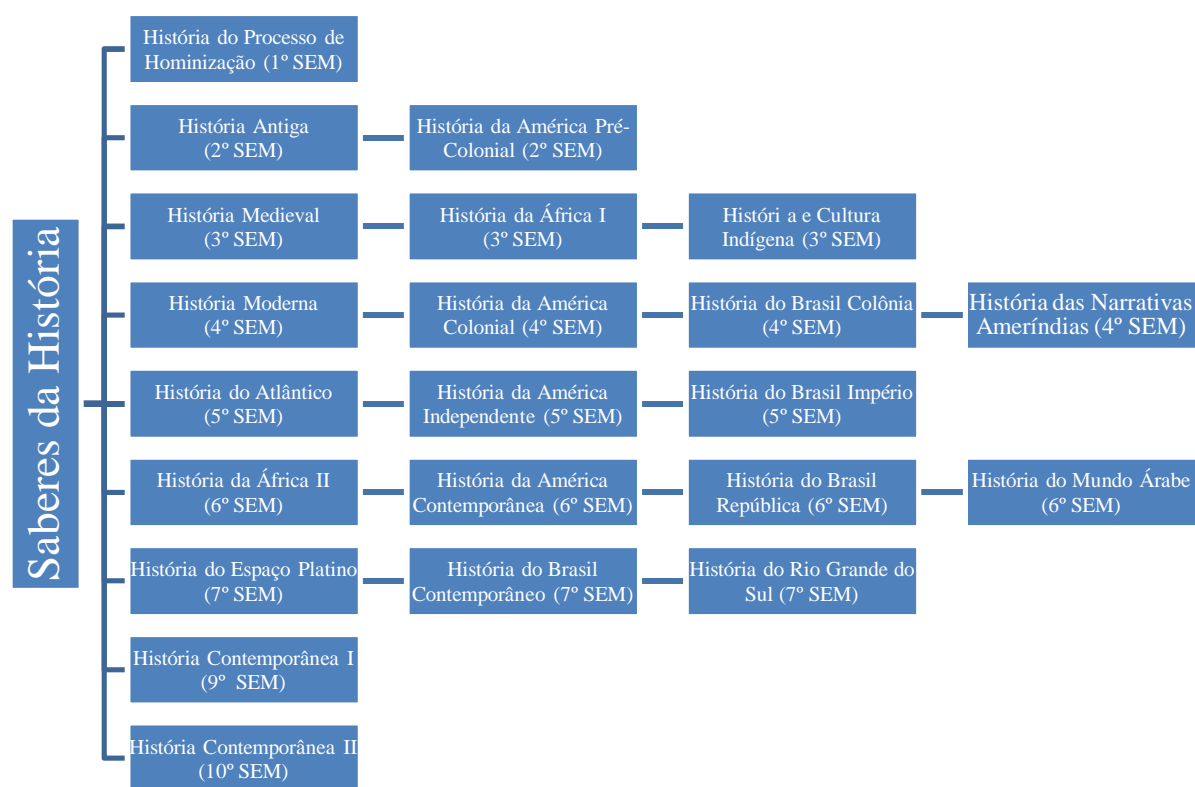 Saberes da História
História do Processo de
Hominização (1º SEM)
História Antiga
(2º SEM)
História da América Pré-
Colonial (2º SEM)
História Medieval
(3º SEM)
História da África I
(3º SEM)
Históri a e Cultura
Indígena (3º SEM)
História Moderna
(4º SEM)
História da América
Colonial (4º SEM)
História do Brasil Colônia
(4º SEM)
História das Narrativas
Ameríndias (4º SEM)
História do Atlântico
(5º SEM)
História da América
Independente (5º SEM)
História do Brasil Império
(5º SEM)
História da África II
(6º SEM)
História da América
Contemporânea (6º SEM)
História do Brasil
República (6º SEM)
História do Mundo Árabe
(6º SEM)
História do Espaço Platino
(7º SEM)
História do Brasil
Contemporâneo (7º SEM)
História do Rio Grande do
Sul (7º SEM)
História Contemporânea I
(9º SEM)
História Contemporânea II
(10º SEM)